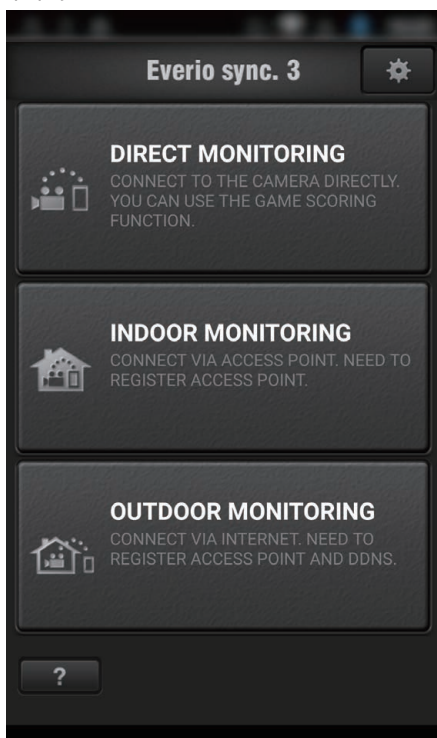 Everio sync. 3
DIRECT MONITORING
CONNECT TO THE CAMERA DIRECTLY.
YOU CAN USE THE GAME SCORING
FUNCTION.
INDOOR MONITORING
CONNECT VIA ACCESS POINT. NEED TO
REGISTER ACCESS POINT.
OUTDOOR MONITORING
CONNECT VIA INTERNET. NEED TO
REGISTER ACCESS POINT AND DDNS.
?